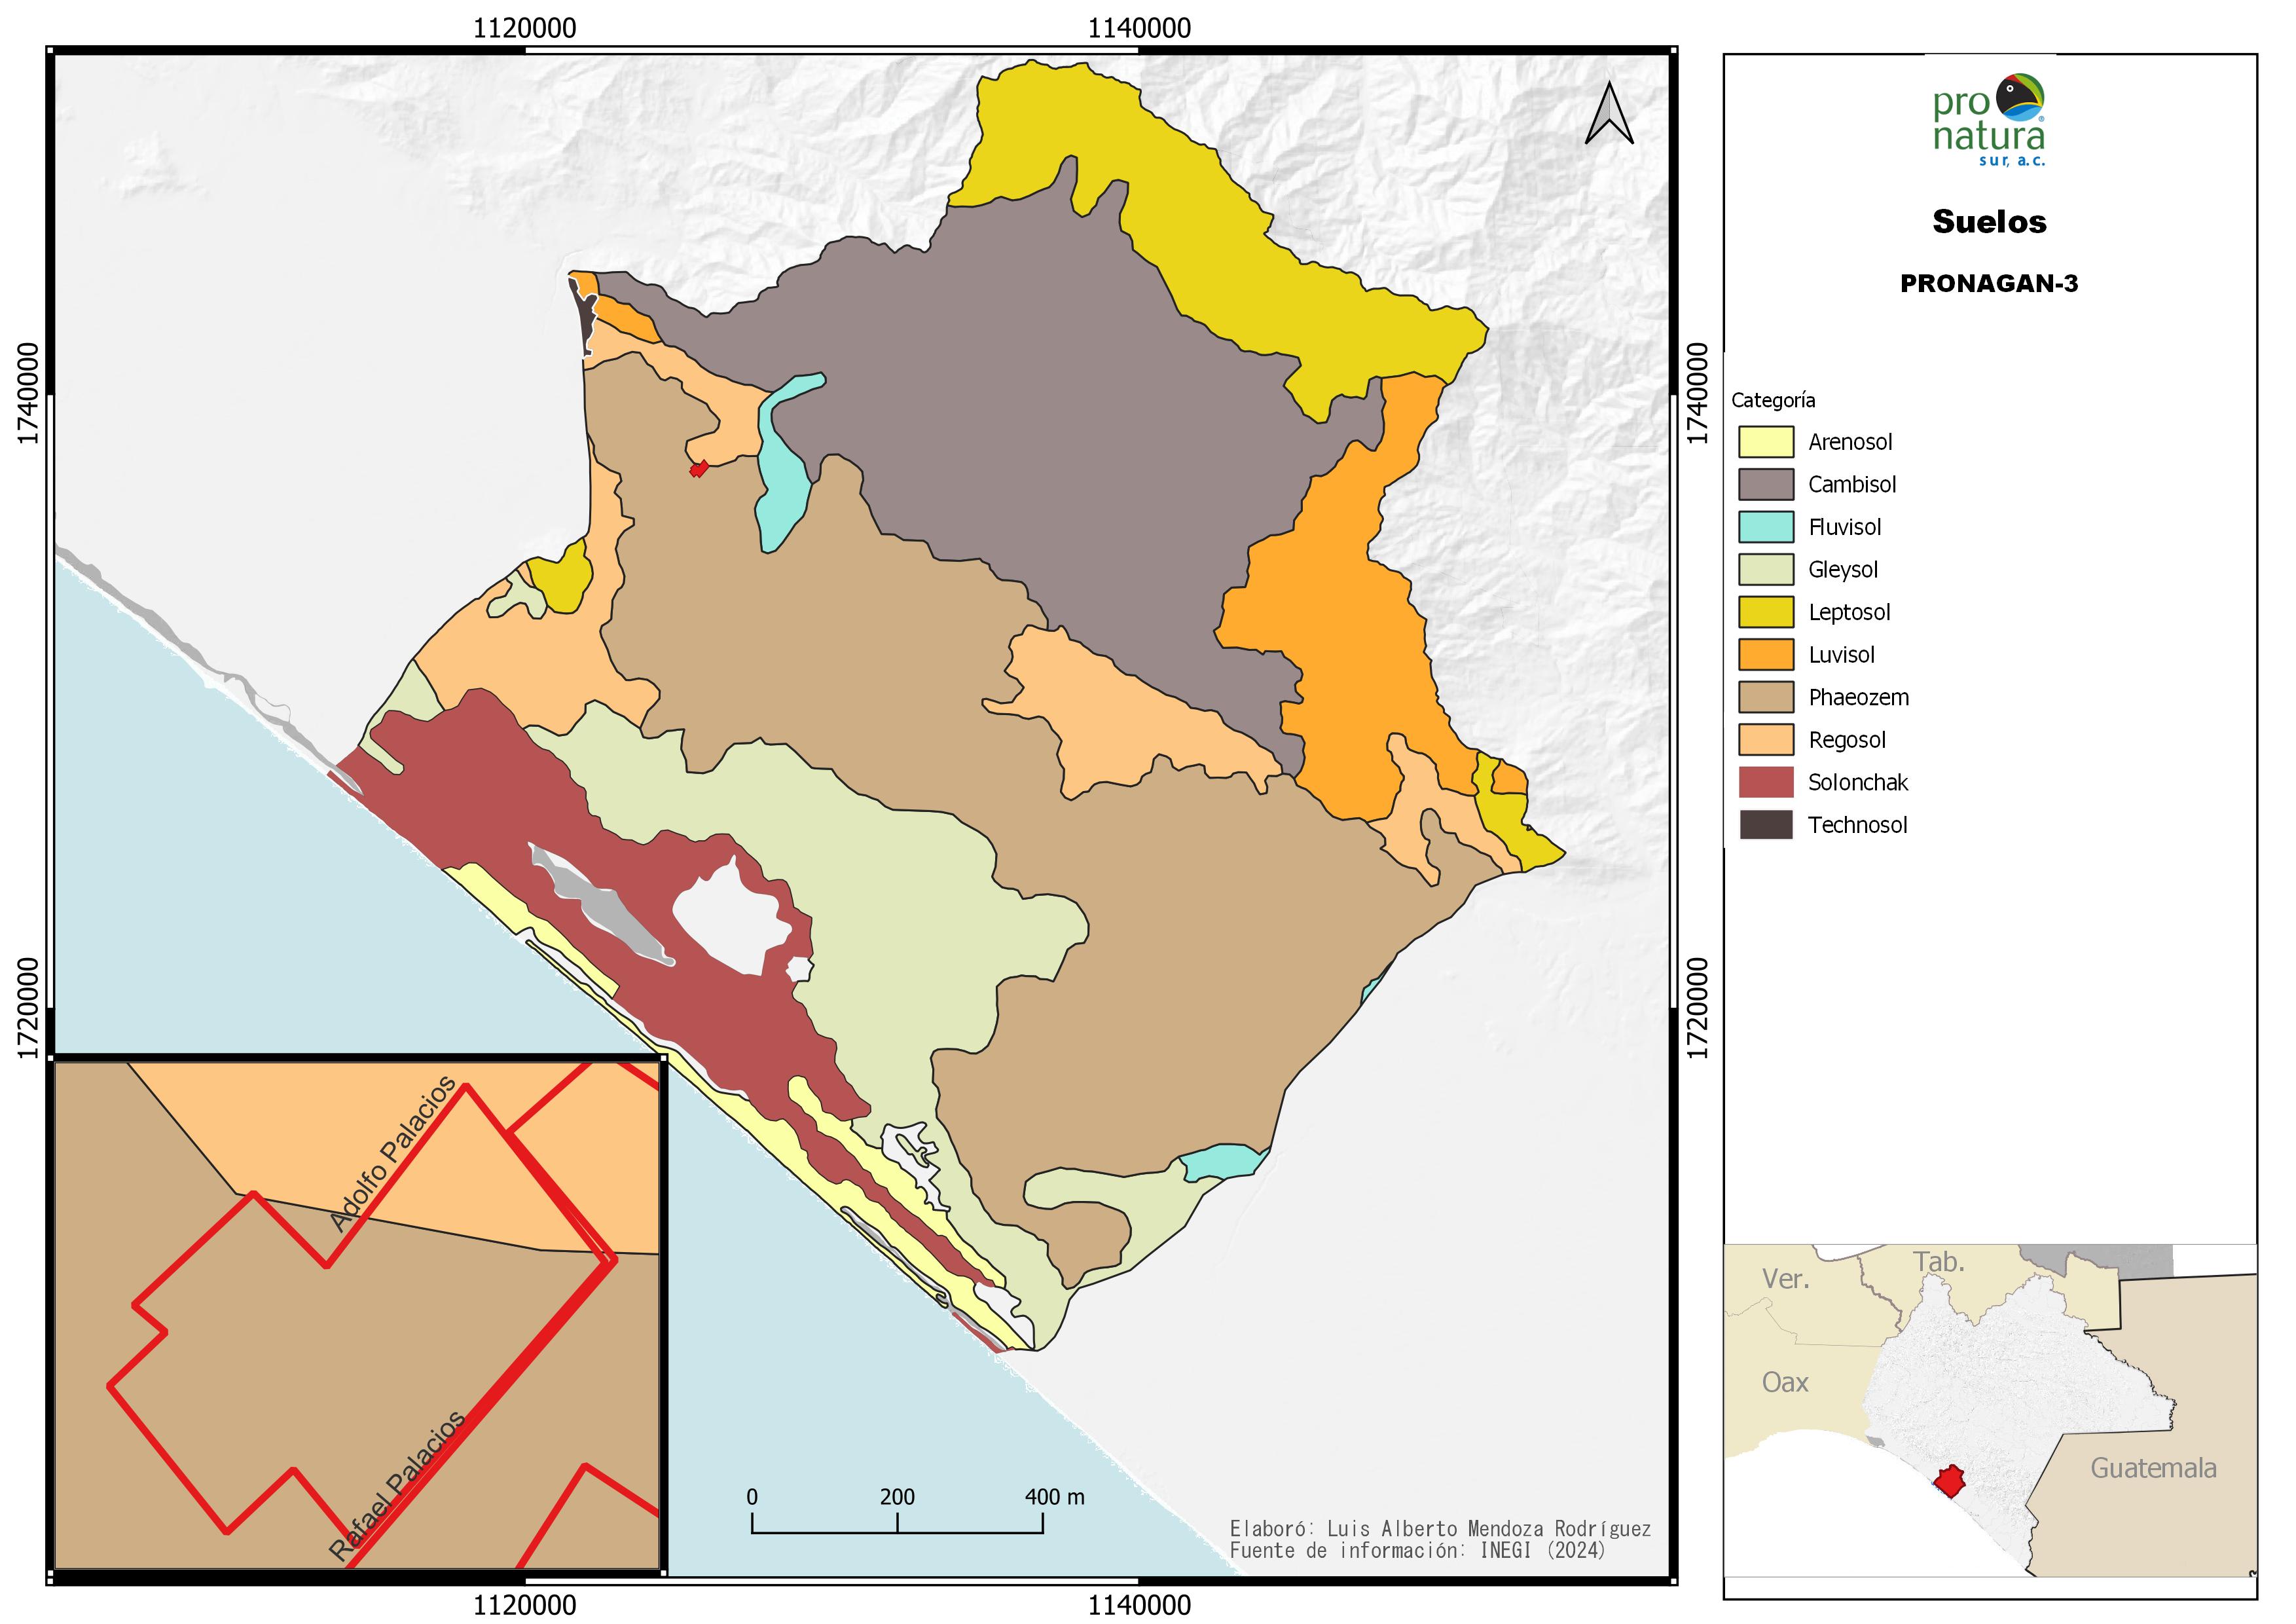 1120000
1140000
1740000
1740000
1720000
1720000
Adolfo Palacios
Rafael Palacios
0
200
400 m
Elaboró: Luis Alberto Mendoza Rodríguez
Fuente de información: INEGI (2024)
1120000
1140000
pro
natura
sur, a.c.
Suelos
PRONAGAN-3
Categoría
Arenosol
Cambisol
Fluvisol
Gleysol
Leptosol
Luvisol
Phaeozem
Regosol
Solonchak
Technosol
Ver.
Tab.
Oax
Guatemala